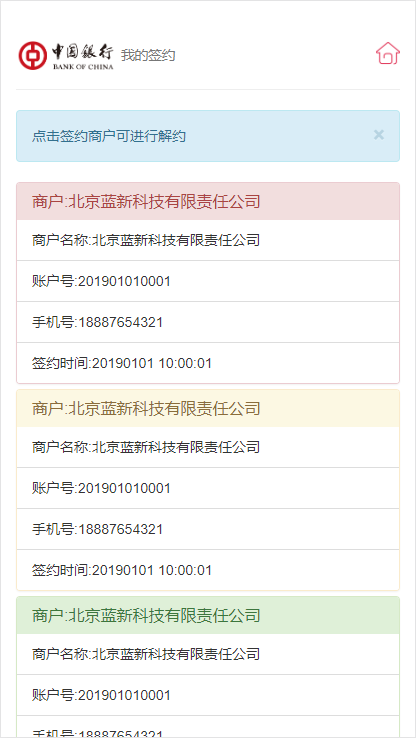 中国银行 我的签约
BANK OF CHINA
点击签约商户可进行解约
×
商户:北京蓝新科技有限责任公司
商户名称:北京蓝新科技有限责任公司
账户号:201901010001
手机号:18887654321
签约时间:20190101 10:00:01
商户:北京蓝新科技有限责任公司
商户名称:北京蓝新科技有限责任公司
账户号:201901010001
手机号:18887654321
签约时间:20190101 10:00:01
商户:北京蓝新科技有限责任公司
商户名称:北京蓝新科技有限责任公司
账户号:201901010001
手机号:18887654321